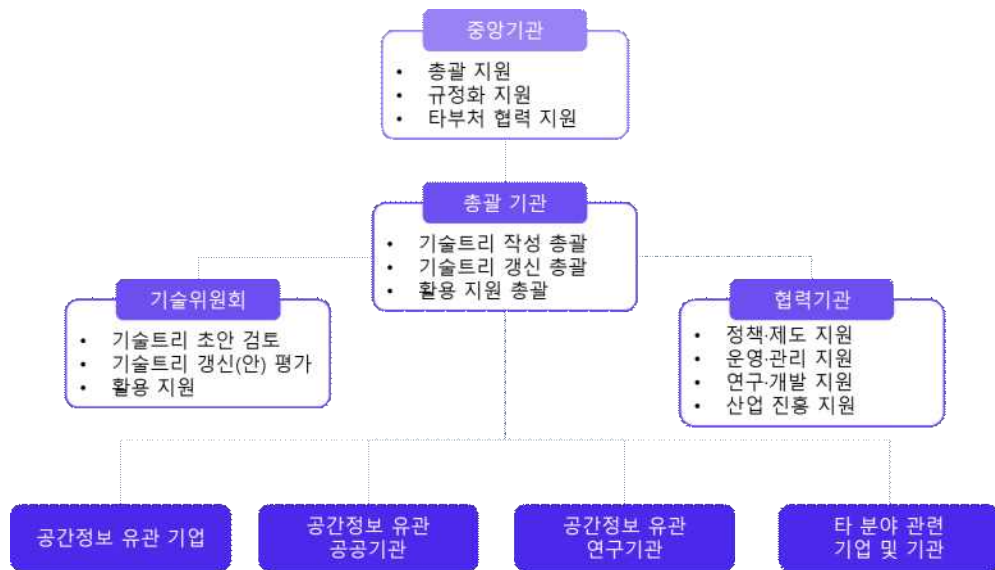 중앙기관
• 총괄 지원
• 규정화 지원
• 타부처 협력 지원
총괄 기관
• 기술트리 작성 총괄
• 기술트리 갱신 총괄
• 활용 지원 총괄
기술위원회
• 기술트리 초안 검토
• 기술트리 갱신(안) 평가
• 활용 지원
협력기관
• 정책·제도 지원
• 운영·관리 지원
• 연구·개발 지원
• 산업 진흥 지원
공간정보 유관 기업
공간정보 유관
공공기관
공간정보 유관
연구기관
타 분야 관련
기업 및 기관